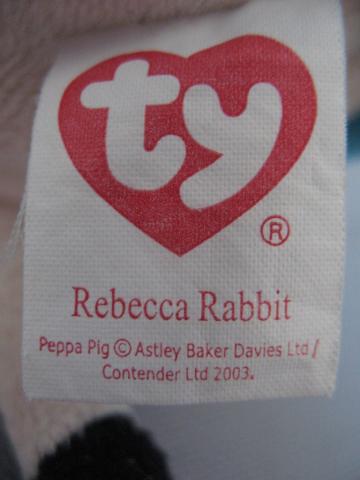 ty®
Rebecca Rabbit
Peppa Pig © Astley Baker Davies Ltd/
Contender Ltd 2003.